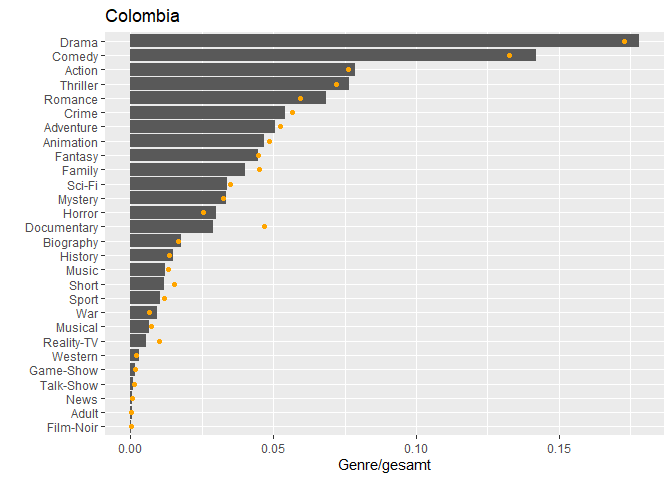 Colombia
Drama
Comedy
Action
Thriller
Romance
Crime
Adventure
Animation
Fantasy
Family
Sci-Fi
Mystery
Horror
Documentary
Biography
History
Music
Short
Sport
War
Musical
Reality-TV
Western
Game-Show
Talk-Show
News
Adult
Film-Noir
0.00 0.05 0.10 0.15
Genre/gesamt